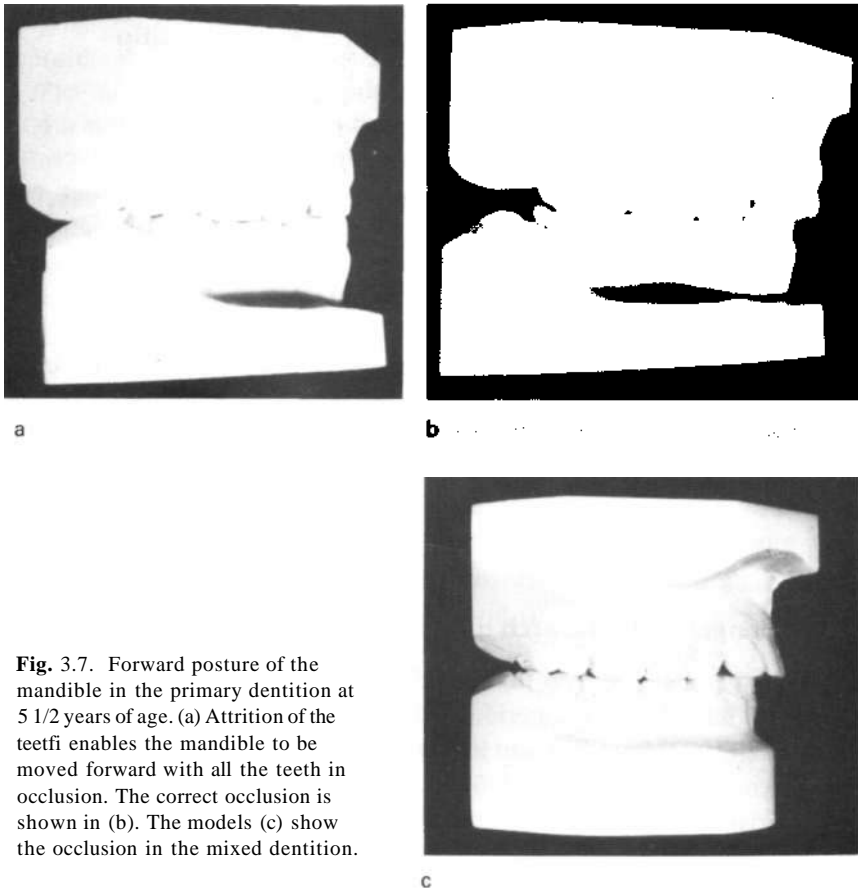 a
b
Fig. 3.7. Forward posture of the
mandible in the primary dentition at
5 1/2 years of age. (a) Attrition of the
teetfi enables the mandible to be
moved forward with all the teeth in
occlusion. The correct occlusion is
shown in (b). The models (c) show
the occlusion in the mixed dentition.
c